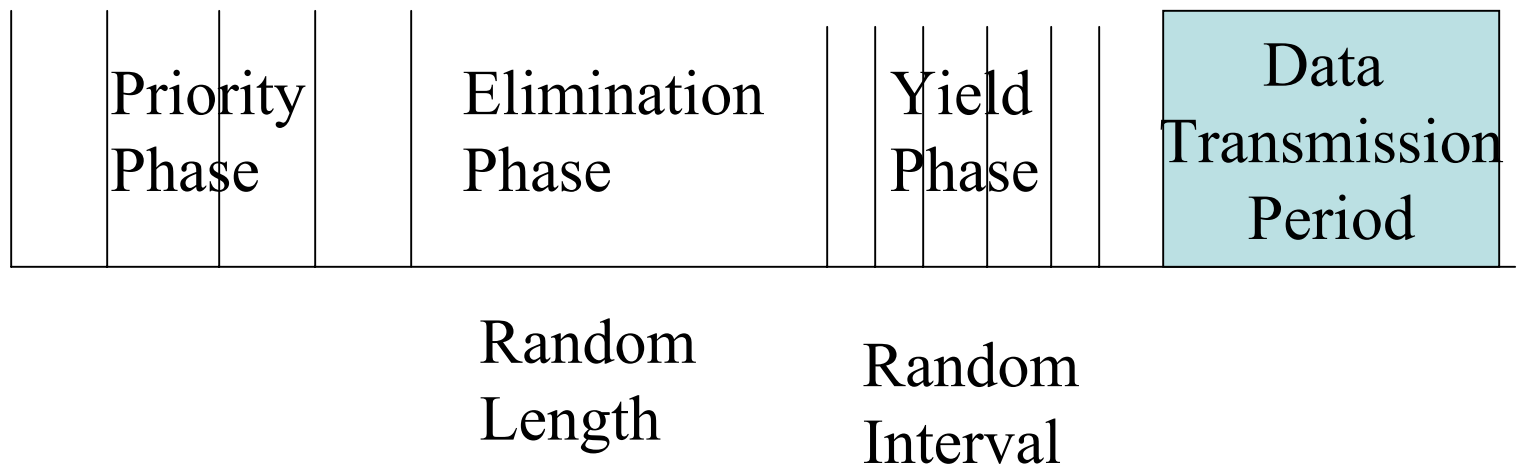 Priority
Phase
Elimination
Phase
Yield
Phase
Data
Transmission
Period
Random
Length
Random
Interval